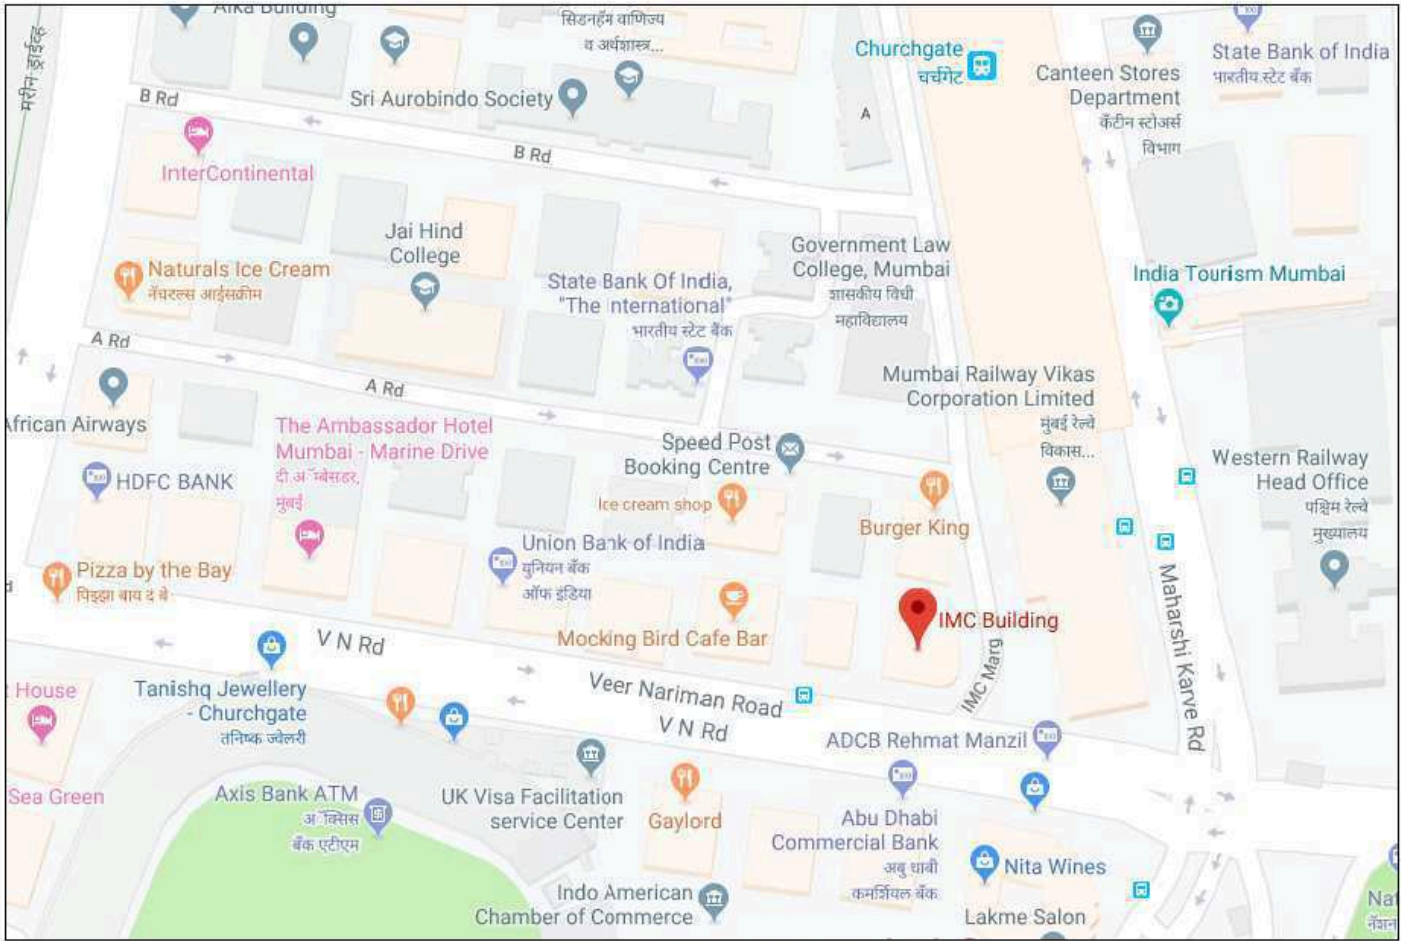 Alka Building
सिडनहॅम वाणिज्य
व अर्थशास्त्र...
Churchgate
चर्चगेट
State Bank of India
भारतीय स्टेट बँक
मरीन ड्राईव्ह
Canteen Stores
Department
कॅंटीन स्टोअर्स
विभाग
B Rd
Sri Aurobindo Society
A
B Rd
InterContinental
Jai Hind
College
Government Law
College, Mumbai
शासकीय विधी
महाविद्यालय
Naturals Ice Cream
नॅचरल्स आईसक्रीम
State Bank Of India,
"The International"
भारतीय स्टेट बँक
India Tourism Mumbai
A Rd
A Rd
Mumbai Railway Vikas
Corporation Limited
मुंबई रेल्वे
विकास...
African Airways
The Ambassador Hotel
Mumbai - Marine Drive
दी अॅम्बेसडर,
मुंबई
Speed Post
Booking Centre
Western Railway
Head Office
पश्चिम रेल्वे
मुख्यालय
HDFC BANK
Ice cream shop
Burger King
Union Bank of India
युनियन बँक
ऑफ इंडिया
Pizza by the Bay
पिझ्झा बाय द बे
Mocking Bird Cafe Bar
IMC Building
V N Rd
Maharshi Karve Rd
IMC Marg
t House
Tanishq Jewellery
- Churchgate
तनिष्क ज्वेलरी
Veer Nariman Road
V N Rd
ADCB Rehmat Manzil
Sea Green
Axis Bank ATM
अॅक्सिस
बँक एटीएम
UK Visa Facilitation
service Center
Gaylord
Abu Dhabi
Commercial Bank
अबु धाबी
कमर्शियल बँक
Nita Wines
Indo American
Chamber of Commerce
Lakme Salon
Nat
नॅशन